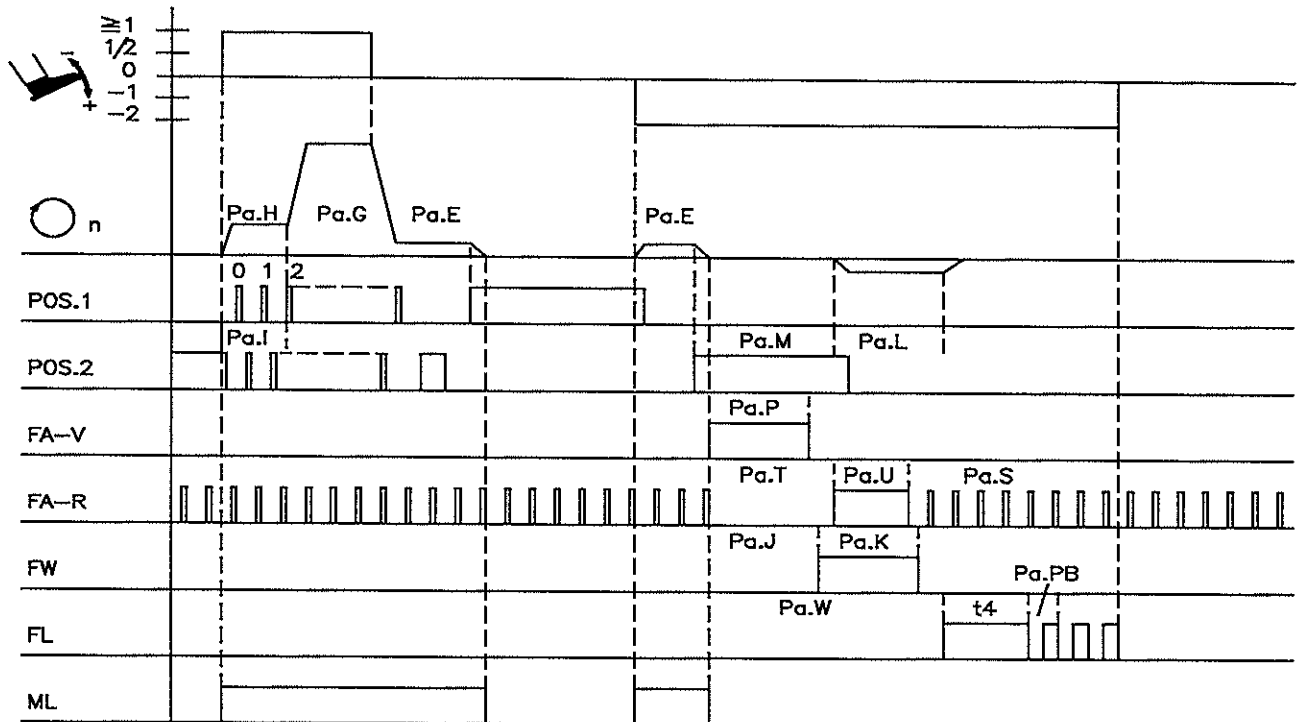 ≧1
1/2
0
-1
-2
- +
n
Pa.H Pa.G Pa.E Pa.E
0 1 2
POS.1
Pa.I Pa.M Pa.L
POS.2
Pa.P
FA-V
Pa.T Pa.U Pa.S
FA-R
Pa.J Pa.K
FW
Pa.PB
Pa.W t4
FL
ML